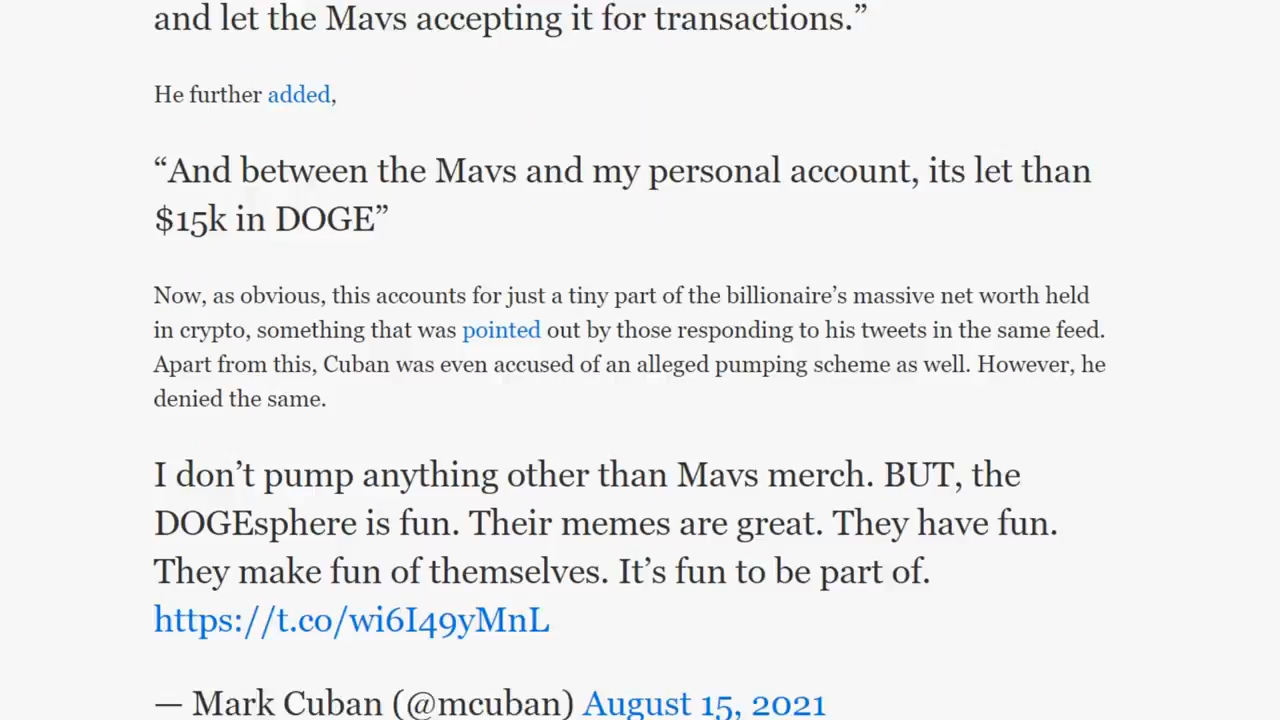 and let the Mavs accepting it for transactions.”
He further added,
“And between the Mavs and my personal account, its let than
$15k in DOGE”
Now, as obvious, this accounts for just a tiny part of the billionaire’s massive net worth held
in crypto, something that was pointed out by those responding to his tweets in the same feed.
Apart from this, Cuban was even accused of an alleged pumping scheme as well. However, he
denied the same.
I don’t pump anything other than Mavs merch. BUT, the
DOGEsphere is fun. Their memes are great. They have fun.
They make fun of themselves. It’s fun to be part of.
https://t.co/wi6I49yMnL
— Mark Cuban (@mcuban) August 15, 2021